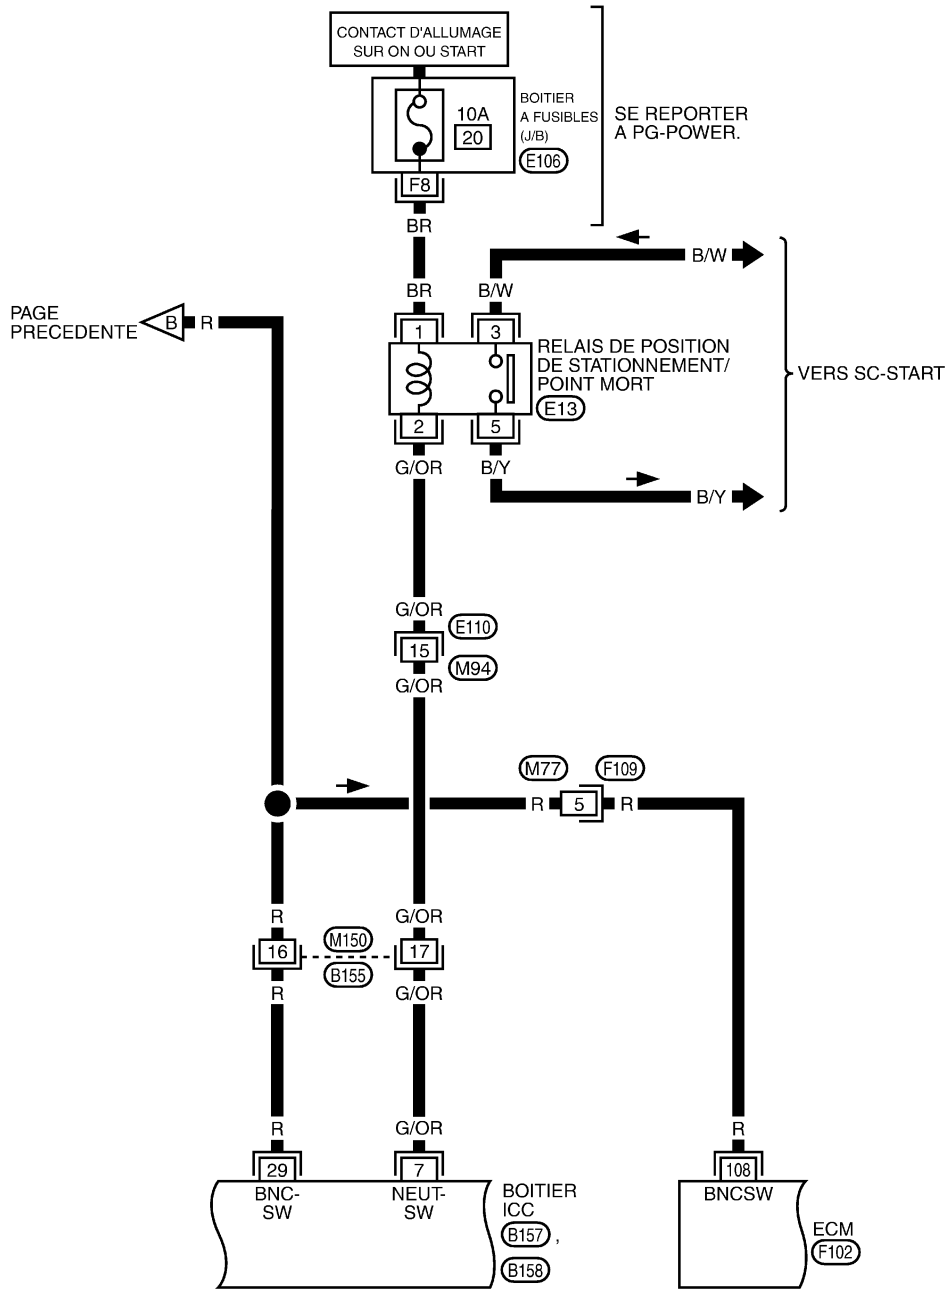 CONTACT D'ALLUMAGE
SUR ON OU START
10A
20
BOITIER
A FUSIBLES
(J/B)
E106
SE REPORTER
A PG-POWER.
F8
BR
BR
B/W
B/W
PAGE
PRECEDENTE
B
R
1
3
RELAIS DE POSITION
DE STATIONNEMENT/
POINT MORT
E13
VERS SC-START
2
5
G/OR
B/Y
B/Y
G/OR
E110
15
M94
G/OR
M77
F109
R
5
R
R
G/OR
16
M150
17
B155
R
G/OR
R
G/OR
R
29
7
108
BNC-
SW
NEUT-
SW
BOITIER
ICC
B157 ,
B158
BNCSW
ECM
F102